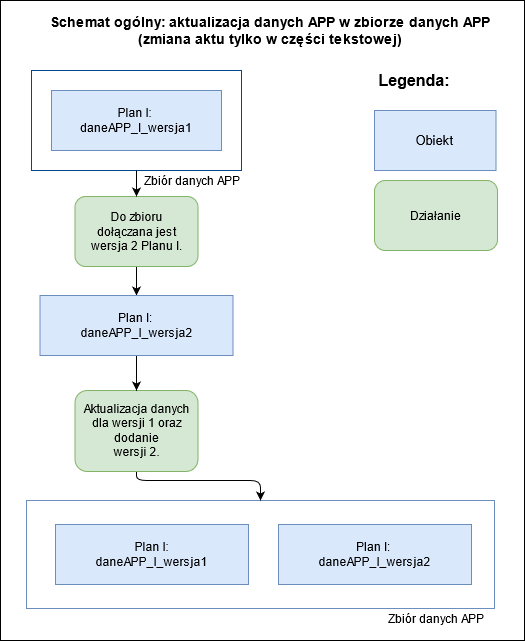 Schemat ogólny: aktualizacja danych APP w zbiorze danych APP
(zmiana aktu tylko w części tekstowej)
Legenda:
Plan I:
daneAPP_I_wersja1
Obiekt
Zbiór danych APP
Do zbioru
dołączana jest
wersja 2 Planu I.
Działanie
Plan I:
daneAPP_I_wersja2
Aktualizacja danych
dla wersji 1 oraz
dodanie
wersji 2.
Plan I:
daneAPP_I_wersja1
Plan I:
daneAPP_I_wersja2
Zbiór danych APP